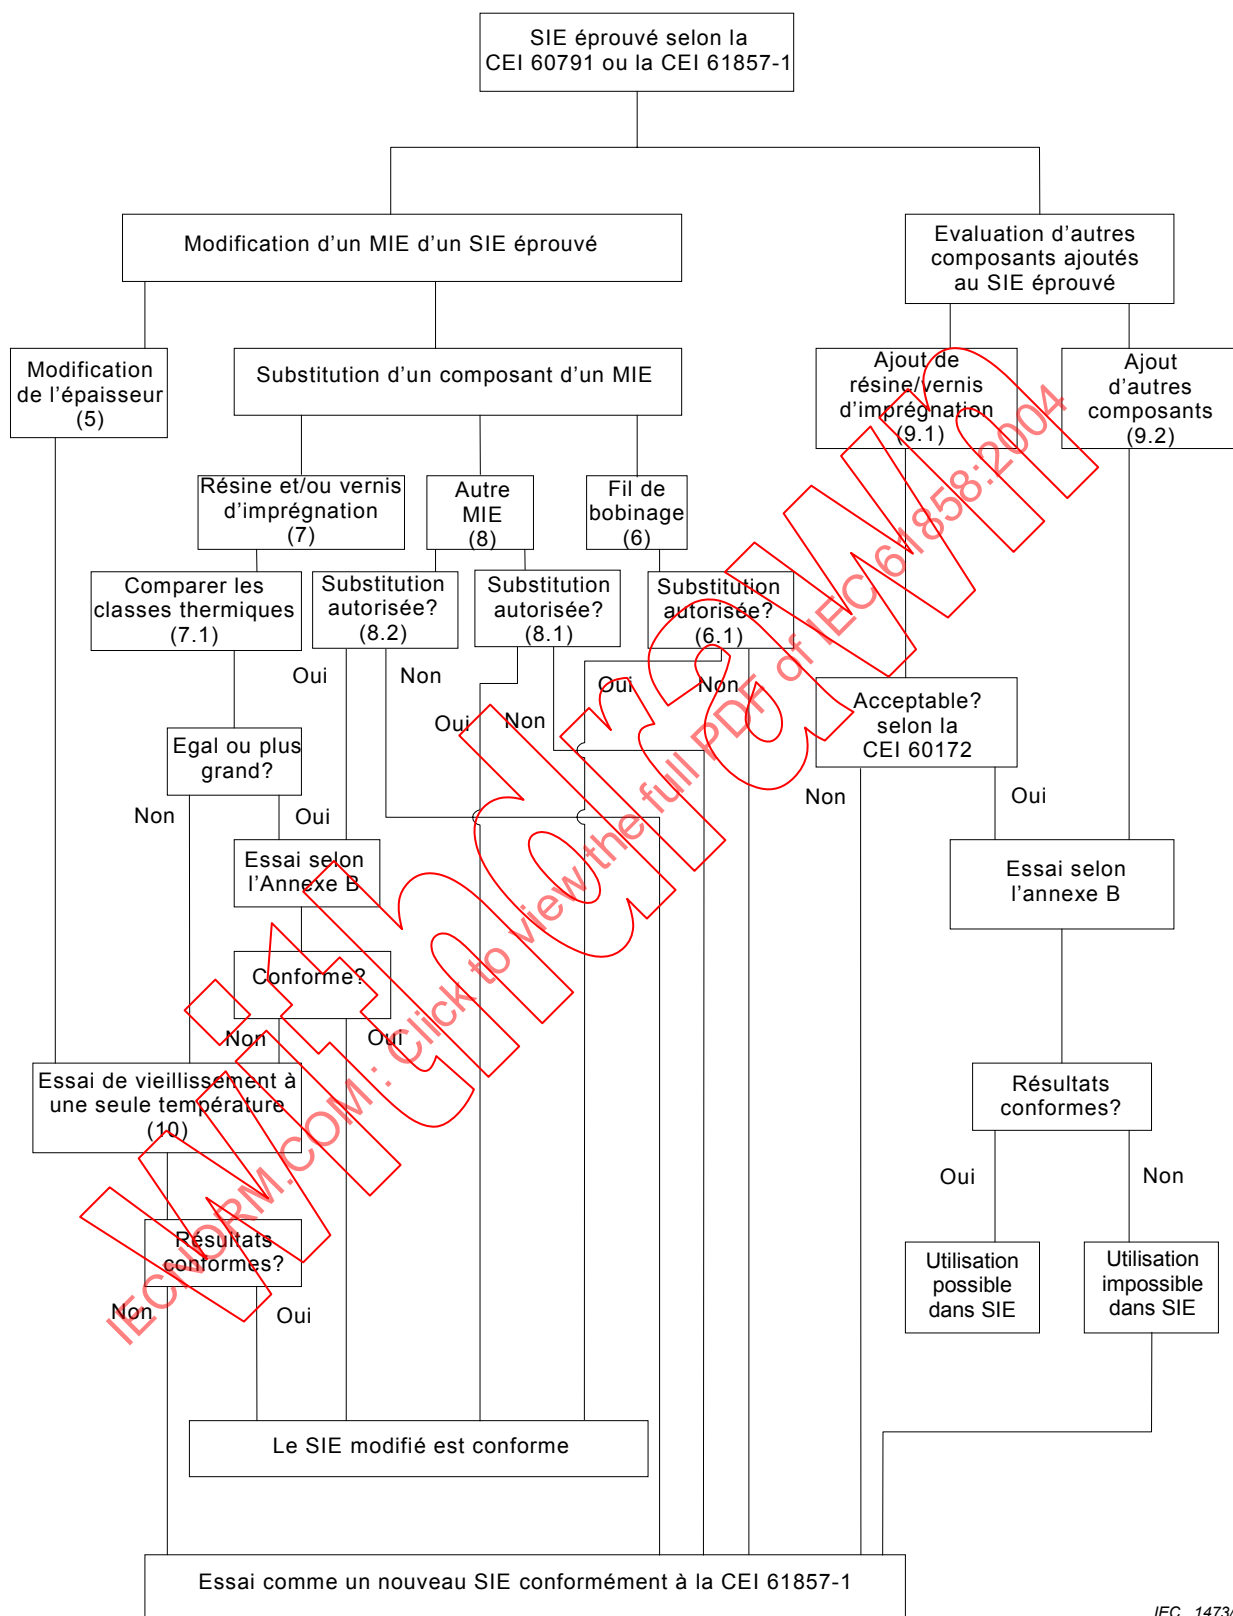 SIE éprouvé selon la
CEI 60791 ou la CEI 61857-1
Modification d’un MIE d’un SIE éprouvé
Evaluation d’autres
composants ajoutés
au SIE éprouvé
Modification
de l’épaisseur
(5)
Substitution d’un composant d’un MIE
Ajout de
résine/vernis
d’imprégnation
(9.1)
Ajout
d’autres
composants
(9.2)
Résine et/ou vernis
d’imprégnation
(7)
Autre
MIE
(8)
Fil de
bobinage
(6)
Comparer les
classes thermiques
(7.1)
Substitution
autorisée?
(8.2)
Substitution
autorisée?
(8.1)
Substitution
autorisée?
(6.1)
Oui
Non
Oui
Non
Oui
Non
Acceptable?
selon la
CEI 60172
Egal ou plus
grand?
Non
Oui
Non
Oui
Essai selon
l’Annexe B
Essai selon
l’annexe B
Conforme?
Non
Oui
Essai de vieillissement à
une seule température
(10)
Résultats
conformes?
Oui
Non
Résultats
conformes?
Utilisation
possible
dans SIE
Utilisation
impossible
dans SIE
Non
Oui
Le SIE modifié est conforme
Essai comme un nouveau SIE conformément à la CEI 61857-1
IEC 1473/
Withdrawn
IECNORM.COM : Click to view the full PDF of IEC 61858:2004